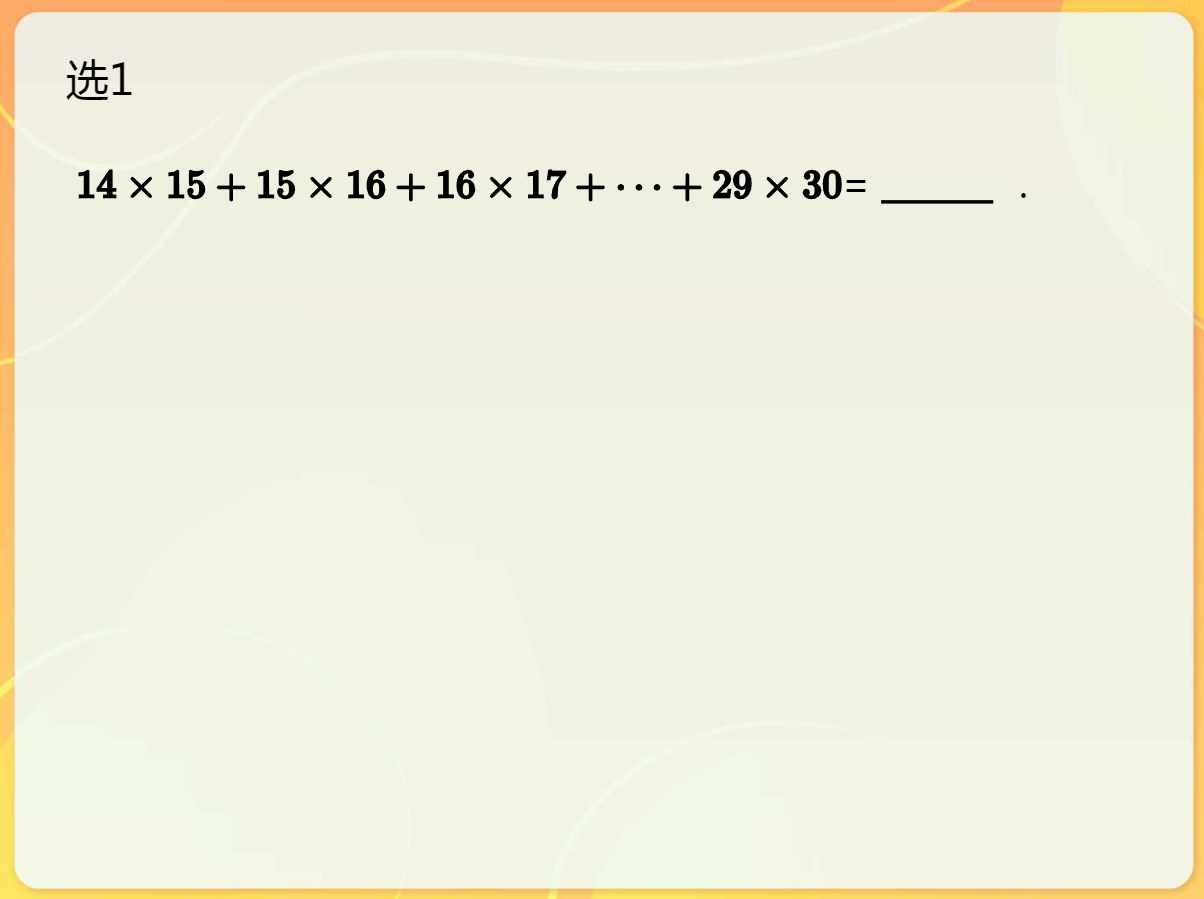 选1
14 × 15 + 15 × 16 + 16 × 17 + · · · + 29 × 30= ______ .